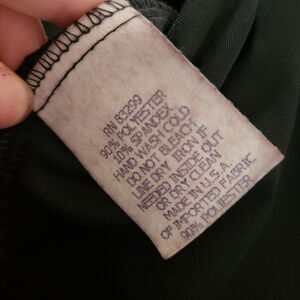 RN 83299
90% POLYESTER
10% SPANDEX
HAND WASH COLD
DO NOT BLEACH
LINE DRY IRON IF
NEEDED INSIDE OUT
OR DRY CLEAN
MADE IN U.S.A.
OF IMPORTED FABRIC
90% POLYESTER